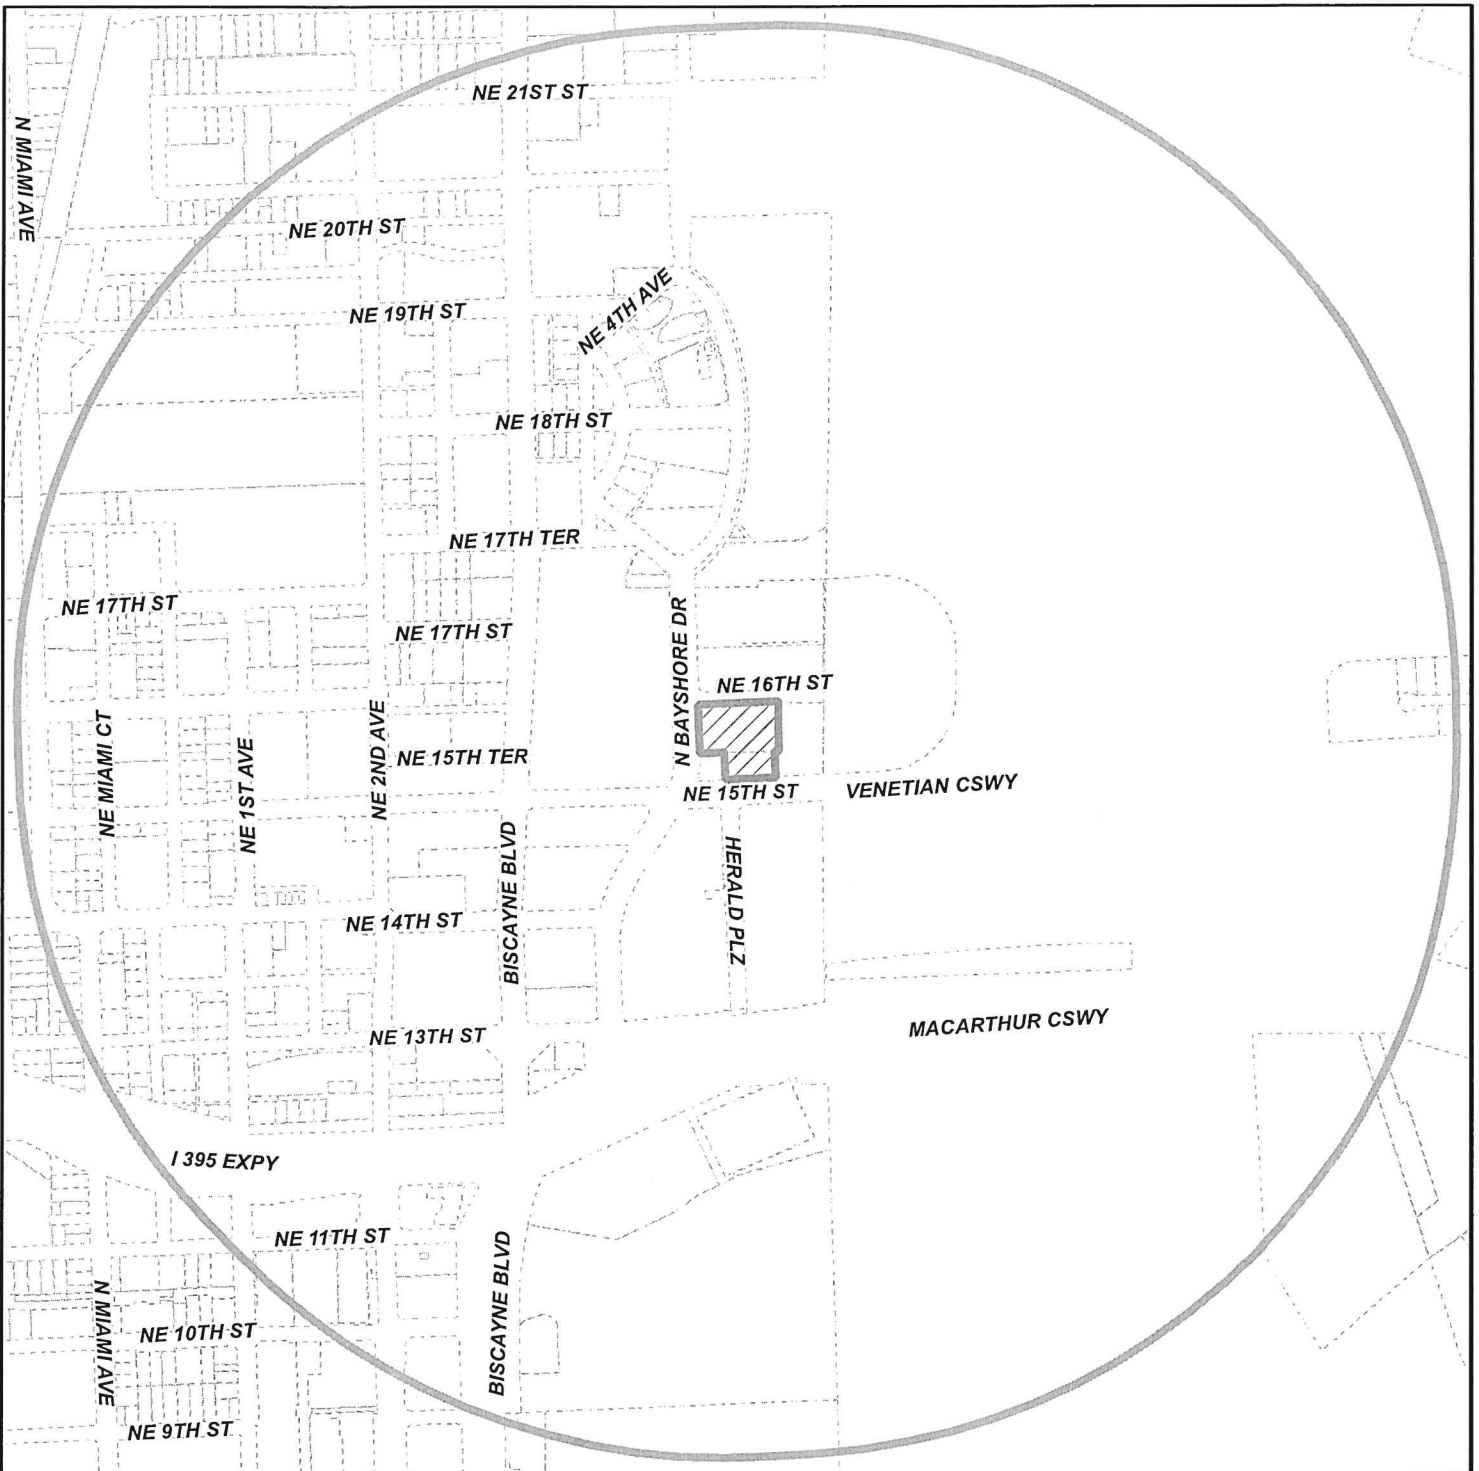 NE 21ST ST
N MIAMI AVE
NE 20TH ST
NE 19TH ST
NE 4TH AVE
NE 18TH ST
NE 17TH TER
NE 17TH ST
NE 17TH ST
N BAYSHORE DR
NE 16TH ST
NE MIAMI CT
NE 1ST AVE
NE 2ND AVE
NE 15TH TER
NE 15TH ST
VENETIAN CSWY
BISCAYNE BLVD
HERALD PLZ
NE 14TH ST
NE 13TH ST
MACARTHUR CSWY
I 395 EXPY
NE 11TH ST
BISCAYNE BLVD
N MIAMI AVE
NE 10TH ST
NE 9TH ST